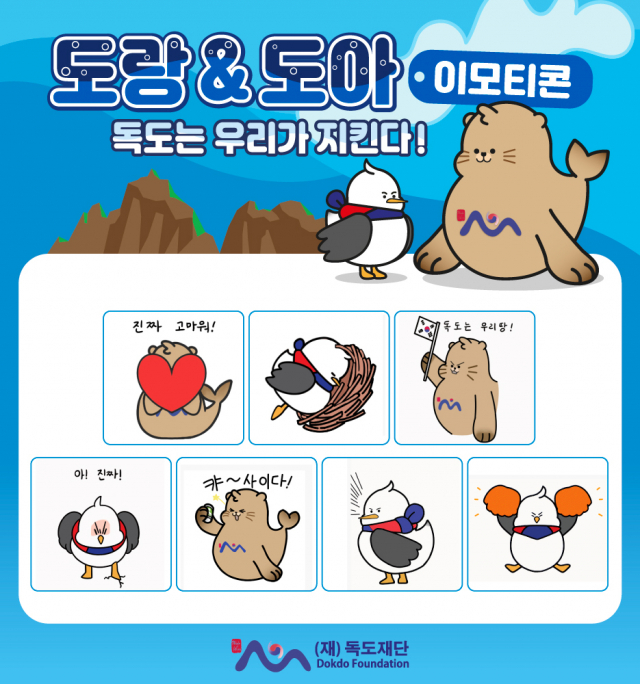 도랑 & 도아 이모티콘
독도는 우리가 지킨다!
진짜 고마워!
독도는 우리땅!
아! 진짜!
캬~사이다!
(재) 독도재단
Dokdo Foundation